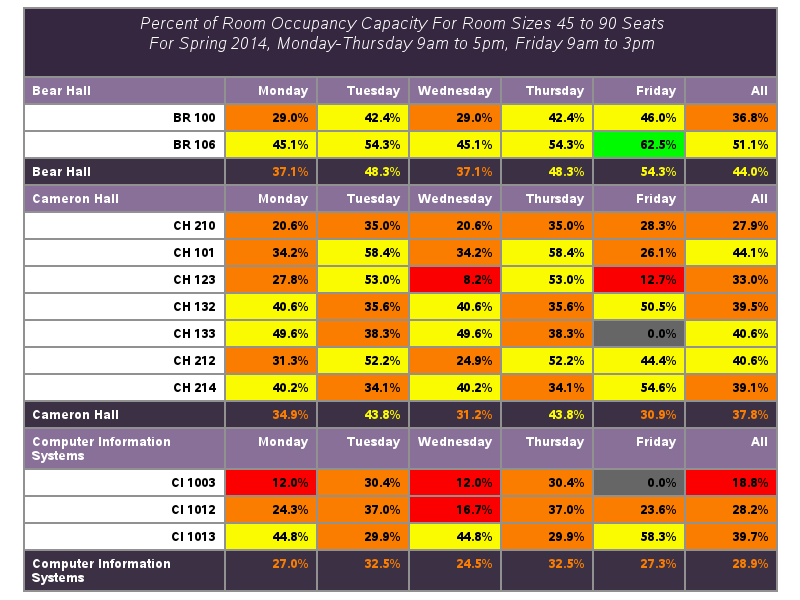 Percent of Room Occupancy Capacity For Room Sizes 45 to 90 Seats
For Spring 2014, Monday-Thursday 9am to 5pm, Friday 9am to 3pm
Bear Hall Monday Tuesday Wednesday Thursday Friday All
BR 100 29.0% 42.4% 29.0% 42.4% 46.0% 36.8%
BR 106 45.1% 54.3% 45.1% 54.3% 62.5% 51.1%
Bear Hall 37.1% 48.3% 37.1% 48.3% 54.3% 44.0%
Cameron Hall Monday Tuesday Wednesday Thursday Friday All
CH 210 20.6% 35.0% 20.6% 35.0% 28.3% 27.9%
CH 101 34.2% 58.4% 34.2% 58.4% 26.1% 44.1%
CH 123 27.8% 53.0% 8.2% 53.0% 12.7% 33.0%
CH 132 40.6% 35.6% 40.6% 35.6% 50.5% 39.5%
CH 133 49.6% 38.3% 49.6% 38.3% 0.0% 40.6%
CH 212 31.3% 52.2% 24.9% 52.2% 44.4% 40.6%
CH 214 40.2% 34.1% 40.2% 34.1% 54.6% 39.1%
Cameron Hall 34.9% 43.8% 31.2% 43.8% 30.9% 37.8%
Computer Information Monday Tuesday Wednesday Thursday Friday All
Systems
CI 1003 12.0% 30.4% 12.0% 30.4% 0.0% 18.8%
CI 1012 24.3% 37.0% 16.7% 37.0% 23.6% 28.2%
CI 1013 44.8% 29.9% 44.8% 29.9% 58.3% 39.7%
Computer Information 27.0% 32.5% 24.5% 32.5% 27.3% 28.9%
Systems